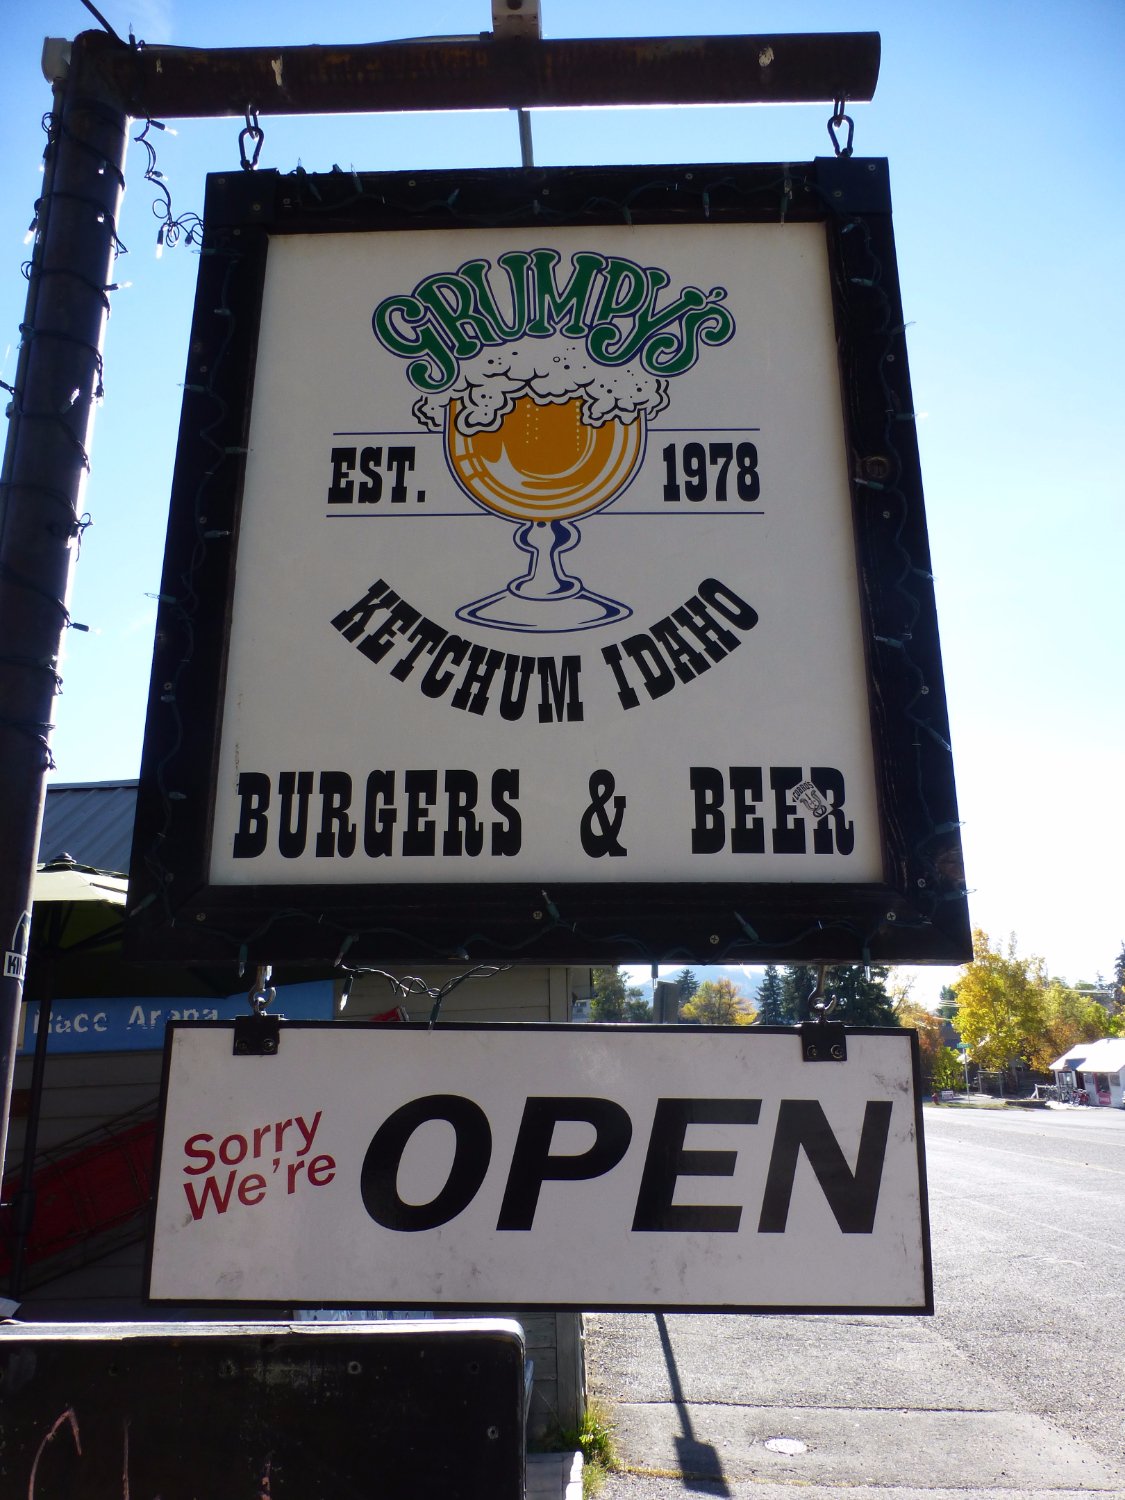 GRUMPY'S
EST. 1978
KETCHUM IDAHO
BURGERS & BEER
Sorry
We're
OPEN